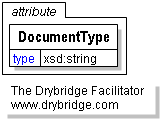 attribute
DocumentType
type xsd:string
The Drybridge Facilitator
www.drybridge.com